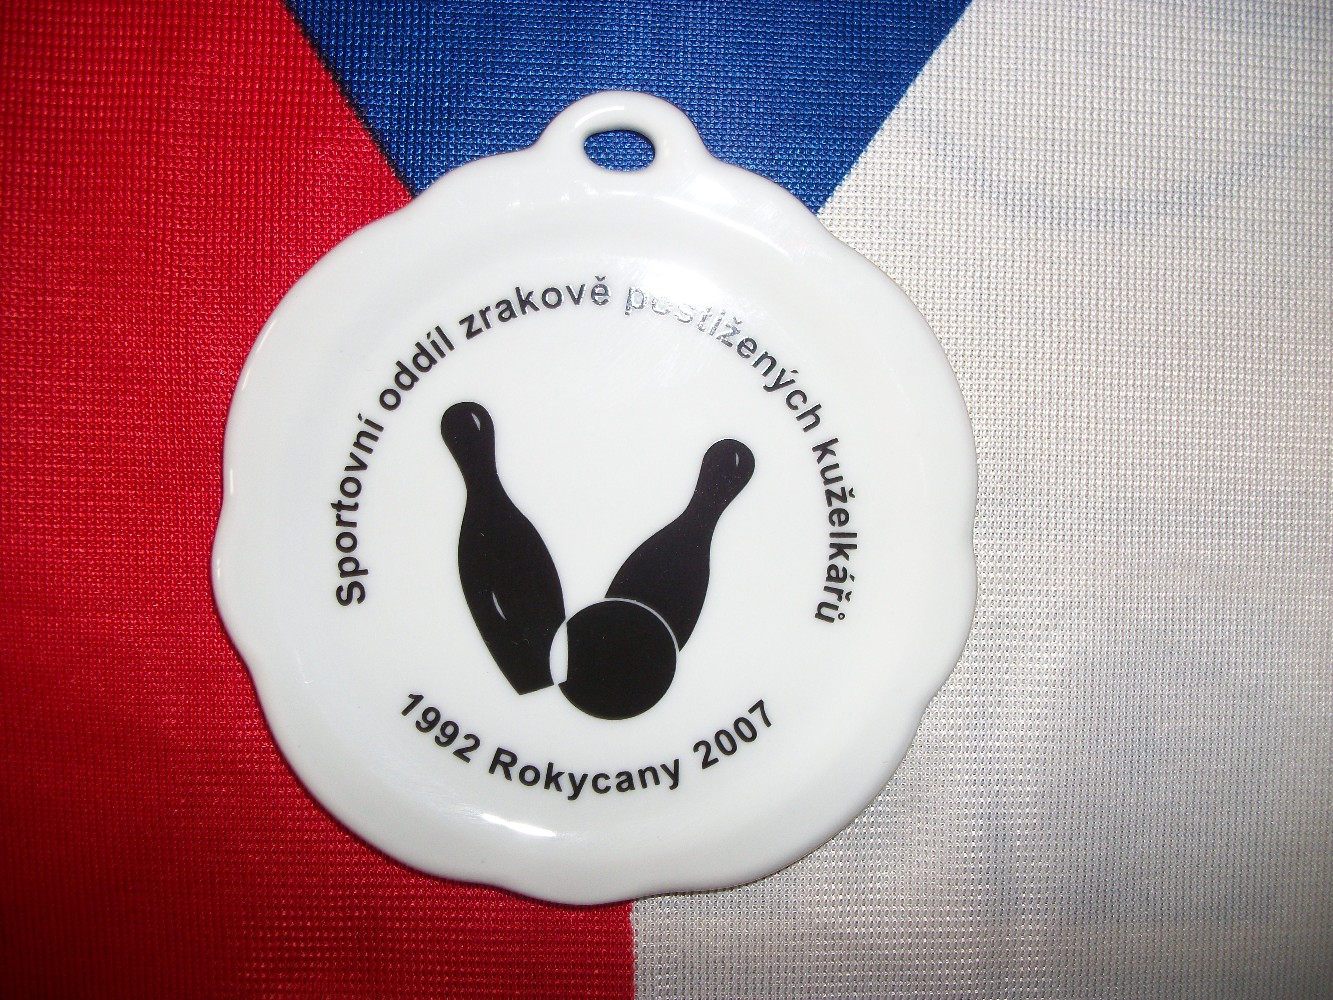 Sportovní oddíl zrakově postižených kuželkářů
1992 Rokycany 2007